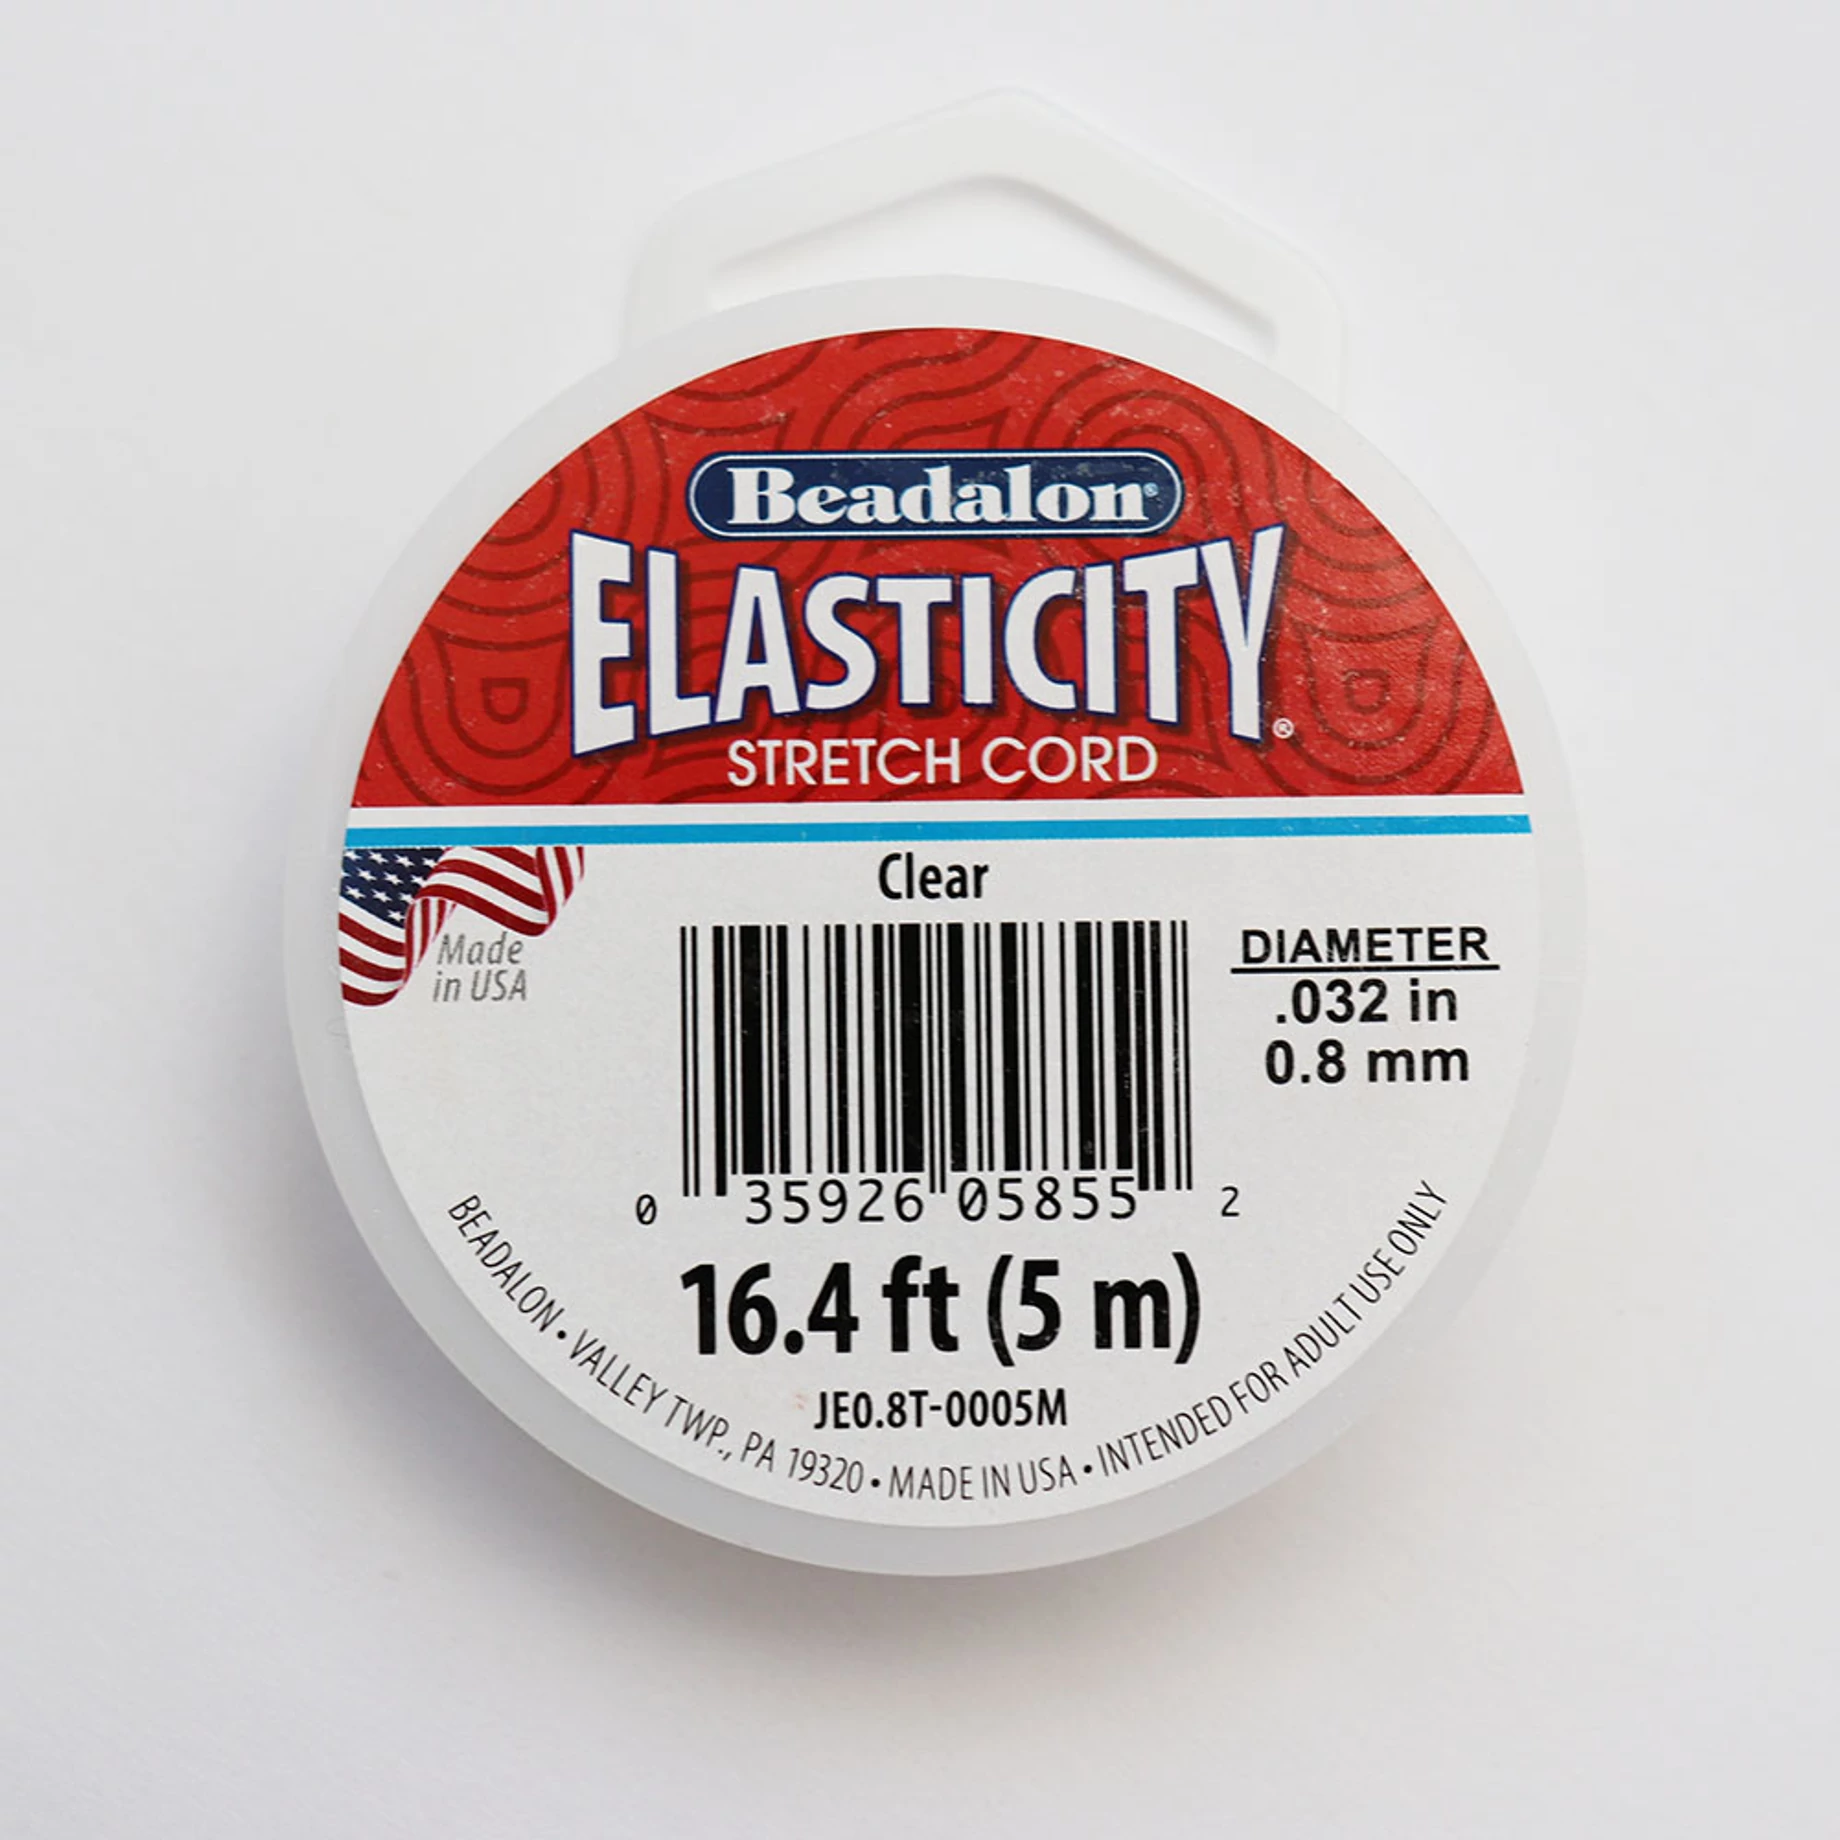 Beadalon®
ELASTICITY®
STRETCH CORD
Clear
Made
in USA
DIAMETER
.032 in
0.8 mm
0 35926 05855 2
16.4 ft (5 m)
JE0.8T-0005M
BEADALON • VALLEY TWP., PA 19320 • MADE IN USA • INTENDED FOR ADULT USE ONLY